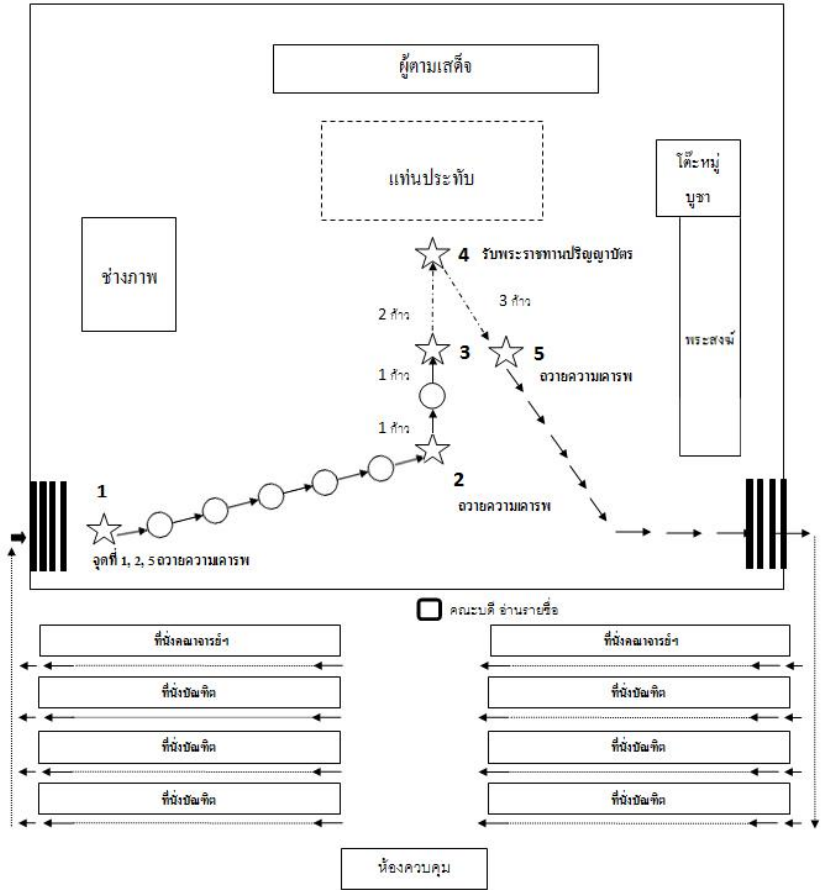 ผู้ตามเสด็จ
แท่นประทับ
โต๊ะหมู่
บูชา
ช่างภาพ
4 รับพระราชทานปริญญาบัตร
3 ก้าว
2 ก้าว
พระสงฆ์
3
5
ถวายความเคารพ
1 ก้าว
1 ก้าว
1
2
ถวายความเคารพ
จุดที่ 1, 2, 5 ถวายความเคารพ
คณะบดี อ่านรายชื่อ
ที่นั่งคณาจารย์ฯ
ที่นั่งคณาจารย์ฯ
ที่นั่งบัณฑิต
ที่นั่งบัณฑิต
ที่นั่งบัณฑิต
ที่นั่งบัณฑิต
ที่นั่งบัณฑิต
ที่นั่งบัณฑิต
ห้องควบคุม